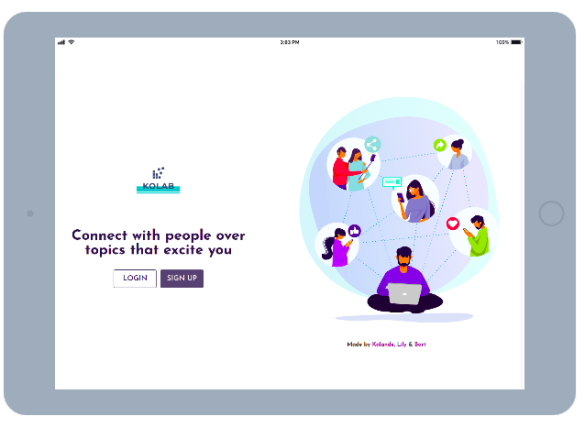 3:03 PM
103%
KOLAB
Connect with people over
topics that excite you
LOGIN
SIGN UP
Made by Kolande, Lily & Bert